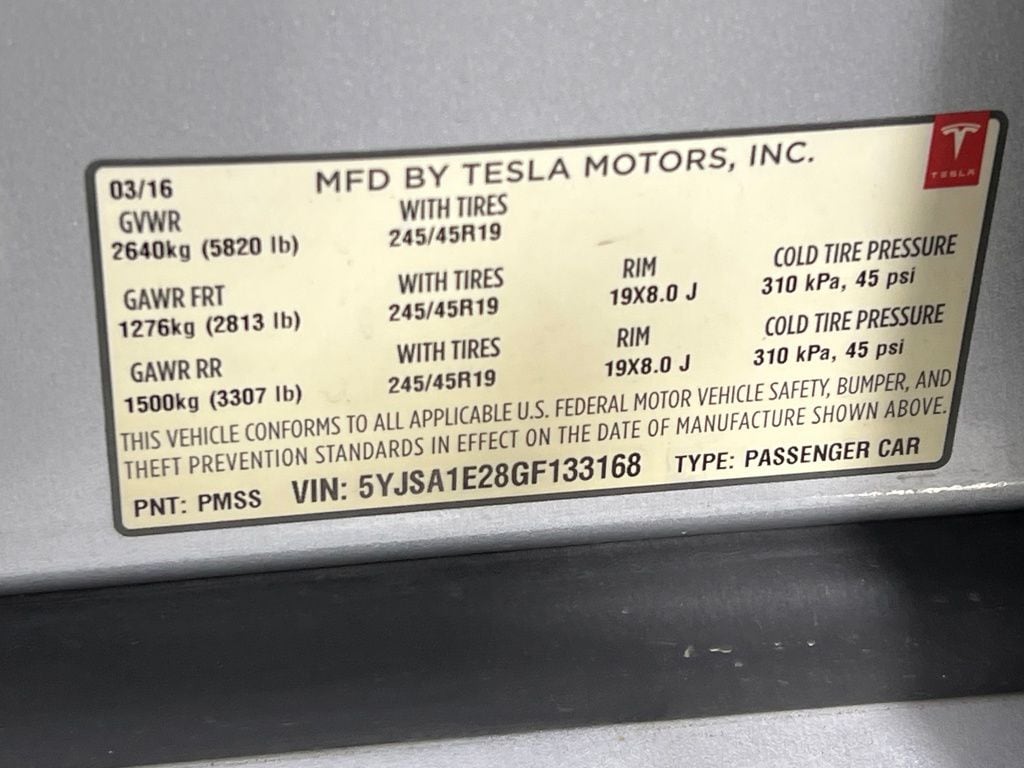 03/16 MFD BY TESLA MOTORS, INC.
TESLA
GVWR WITH TIRES
2640kg (5820 lb) 245/45R19
GAWR FRT WITH TIRES RIM COLD TIRE PRESSURE
1276kg (2813 lb) 245/45R19 19X8.0 J 310 kPa, 45 psi
GAWR RR WITH TIRES RIM COLD TIRE PRESSURE
1500kg (3307 lb) 245/45R19 19X8.0 J 310 kPa, 45 psi
THIS VEHICLE CONFORMS TO ALL APPLICABLE U.S. FEDERAL MOTOR VEHICLE SAFETY, BUMPER, AND
THEFT PREVENTION STANDARDS IN EFFECT ON THE DATE OF MANUFACTURE SHOWN ABOVE.
PNT: PMSS VIN: 5YJSA1E28GF133168 TYPE: PASSENGER CAR